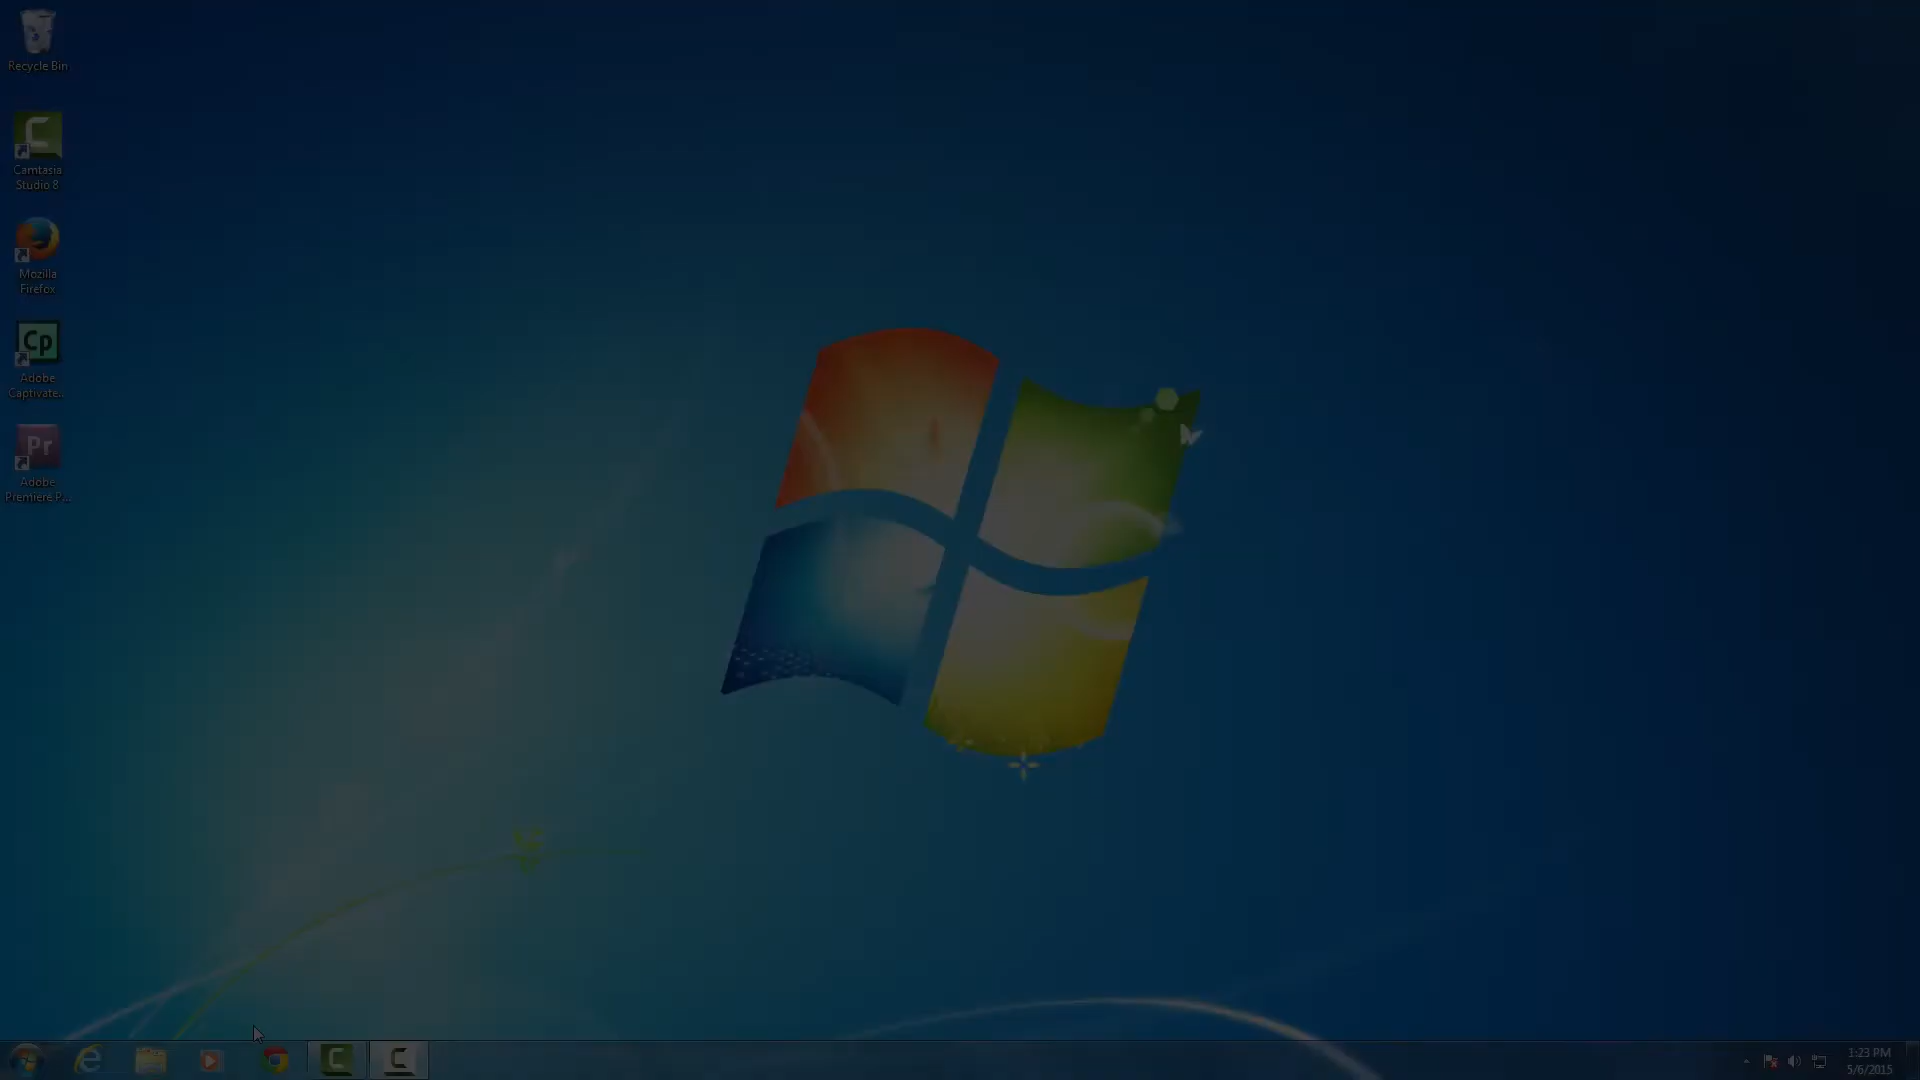 Recycle Bin
Camtasia
Studio 8
Mozilla
Firefox
Cp
Adobe
Captivate...
Pr
Adobe
Premiere P...
1:23 PM
5/6/2015